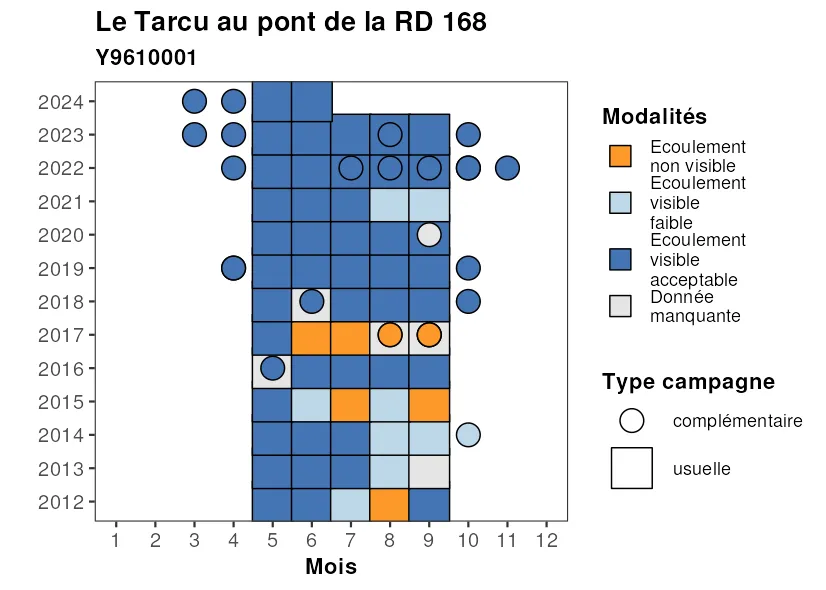 Le Tarcu au pont de la RD 168
Y9610001
2024
2023
2022
2021
2020
2019
2018
2017
2016
2015
2014
2013
2012
1 2 3 4 5 6 7 8 9 10 11 12
Mois
Modalités
Ecoulement
non visible
Ecoulement
visible
faible
Ecoulement
visible
acceptable
Donnée
manquante
Type campagne
complémentaire
usuelle